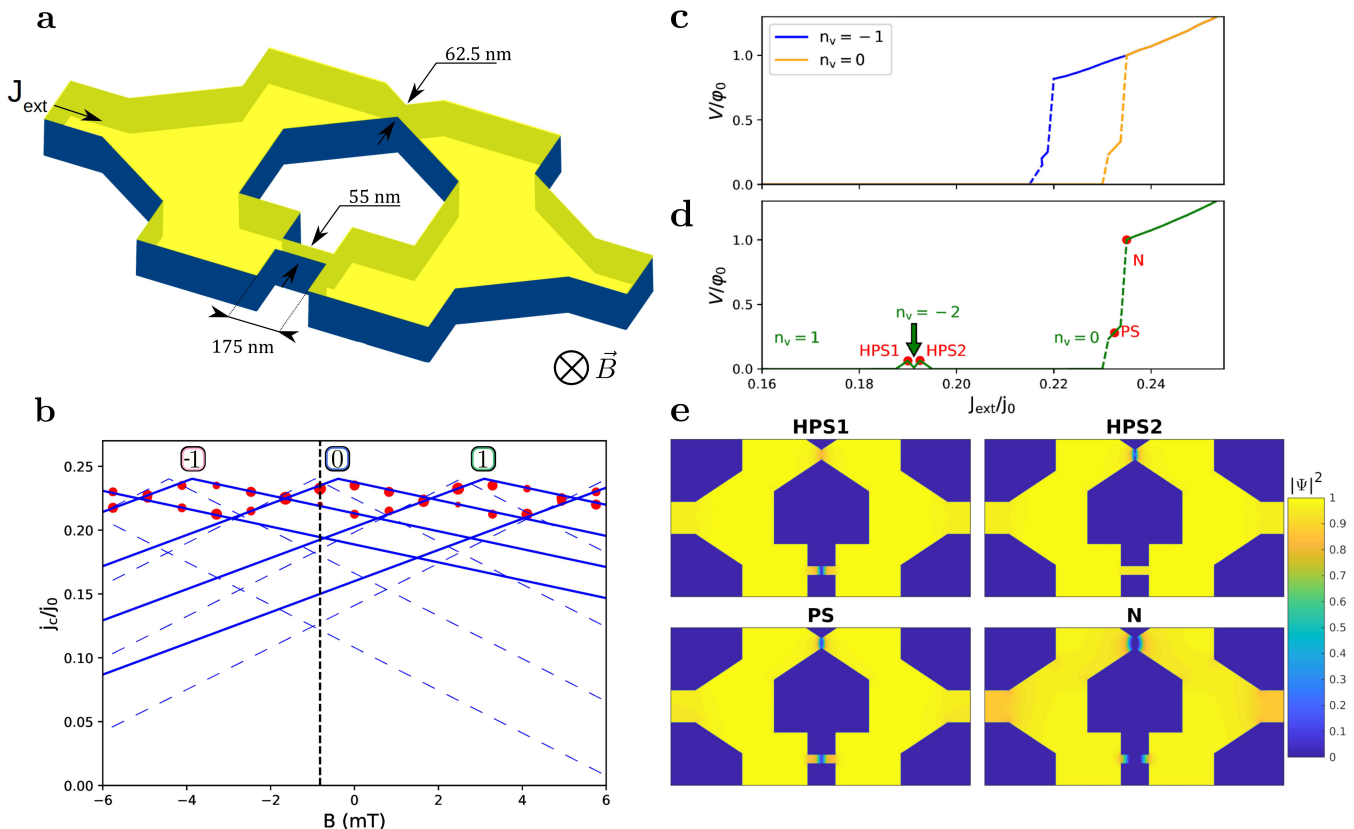 a
62.5 nm
J_ext
55 nm
175 nm
B⃗
b
-1
0
1
0.25
0.20
0.15
0.10
0.05
0.00
j_c/j_0
−6
−4
−2
0
2
4
6
B (mT)
c
n_v = −1
n_v = 0
1.0
0.5
0.0
V/φ_0
d
1.0
0.5
0.0
V/φ_0
N
n_v = −2
n_v = 1
n_v = 0
PS
HPS1
HPS2
0.16
0.18
0.20
0.22
0.24
J_ext/j_0
e
HPS1
HPS2
PS
N
|Ψ|²
1
0.9
0.8
0.7
0.6
0.5
0.4
0.3
0.2
0.1
0